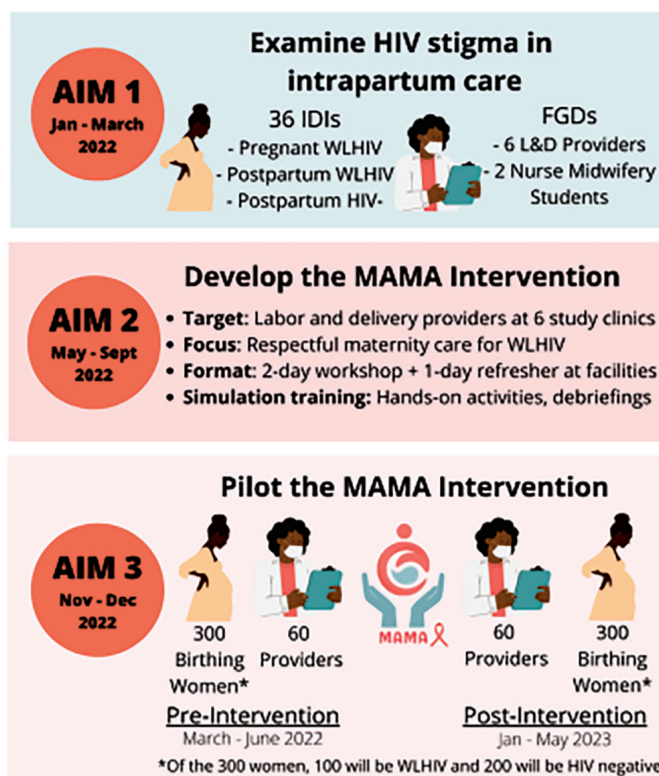 Examine HIV stigma in
intrapartum care
AIM 1
Jan - March
2022
36 IDIs
- Pregnant WLHIV
- Postpartum WLHIV
- Postpartum HIV-
FGDs
- 6 L&D Providers
- 2 Nurse Midwifery
Students
Develop the MAMA Intervention
AIM 2
May - Sept
2022
• Target: Labor and delivery providers at 6 study clinics
• Focus: Respectful maternity care for WLHIV
• Format: 2-day workshop + 1-day refresher at facilities
• Simulation training: Hands-on activities, debriefings
Pilot the MAMA Intervention
AIM 3
Nov - Dec
2022
300
Birthing
Women*
60
Providers
Pre-Intervention
March - June 2022
MAMA
60
Providers
300
Birthing
Women*
Post-Intervention
Jan - May 2023
*Of the 300 women, 100 will be WLHIV and 200 will be HIV negative